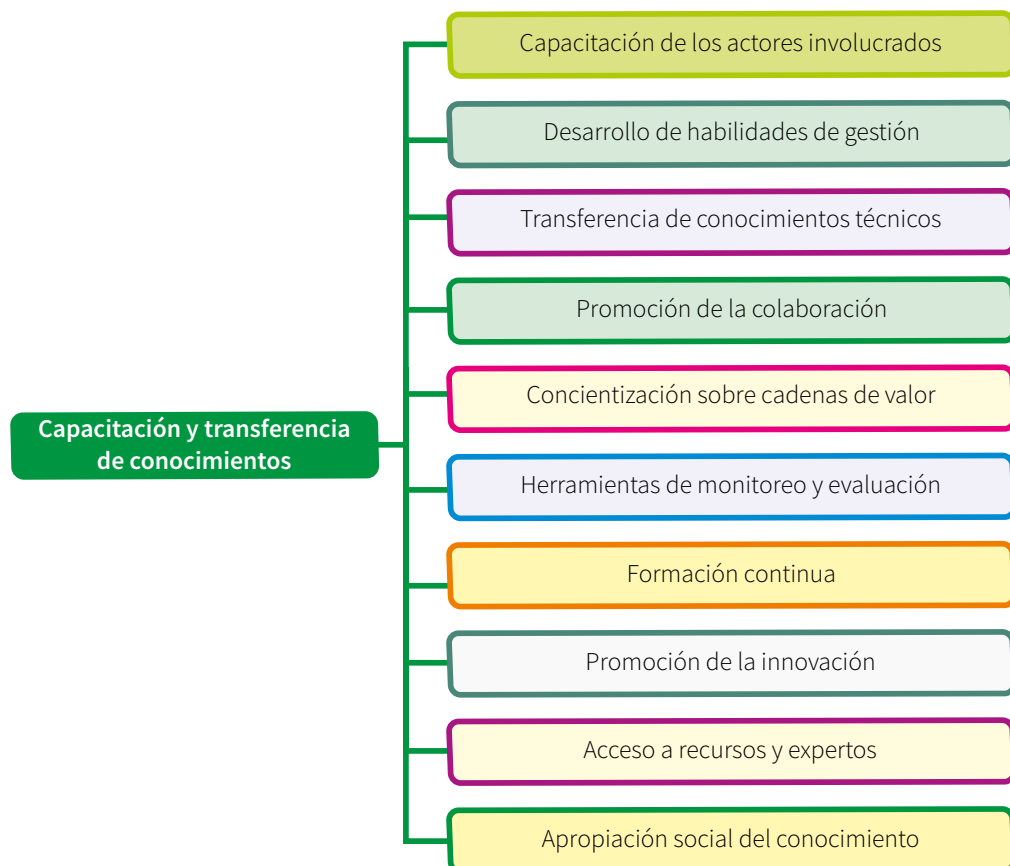 Capacitación y transferencia
de conocimientos
Capacitación de los actores involucrados
Desarrollo de habilidades de gestión
Transferencia de conocimientos técnicos
Promoción de la colaboración
Concientización sobre cadenas de valor
Herramientas de monitoreo y evaluación
Formación continua
Promoción de la innovación
Acceso a recursos y expertos
Apropiación social del conocimiento